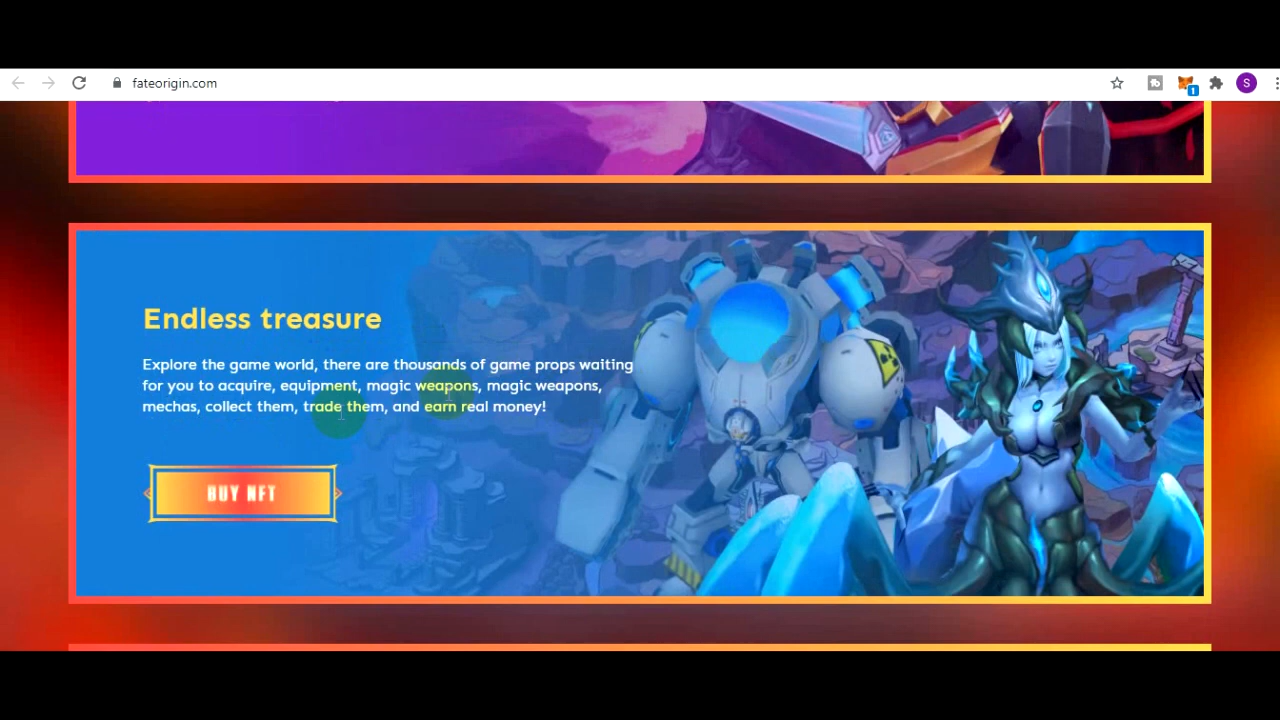 fateorigin.com
1
S
Endless treasure
Explore the game world, there are thousands of game props waiting
for you to acquire, equipment, magic weapons, magic weapons,
mechas, collect them, trade them, and earn real money!
BUY NFT